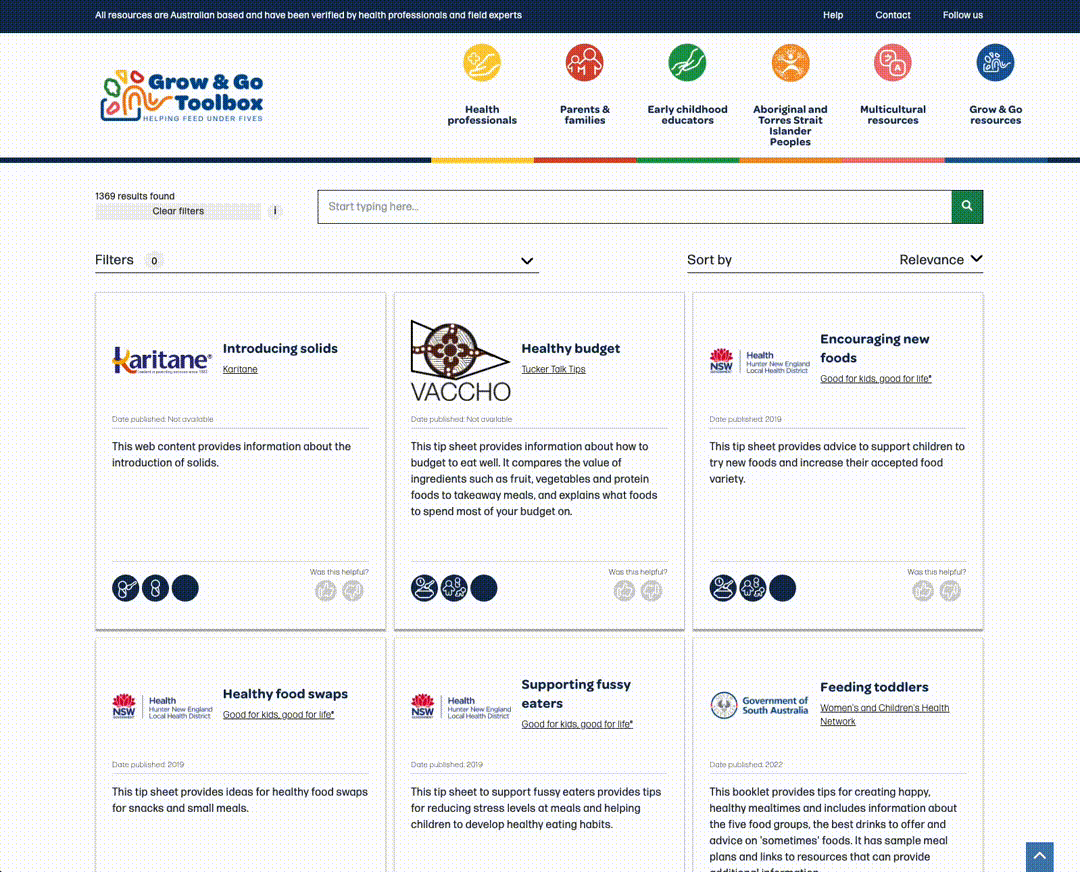 All resources are Australian based and have been verified by health professionals and field experts
Help
Contact
Follow us
Grow & Go
Toolbox
HELPING FEED UNDER FIVES
Health
professionals
Parents &
families
Early childhood
educators
Aboriginal and
Torres Strait
Islander
Peoples
Multicultural
resources
Grow & Go
resources
1369 results found
Clear filters
i
Start typing here...
Filters
0
Sort by
Relevance
Karitane®
Introducing solids
Karitane
Date published: Not available
This web content provides information about the
introduction of solids.
Was this helpful?
VACCHO
Healthy budget
Tucker Talk Tips
Date published: Not available
This tip sheet provides information about how to
budget to eat well. It compares the value of
ingredients such as fruit, vegetables and protein
foods to takeaway meals, and explains what foods
to spend most of your budget on.
Was this helpful?
NSW
GOVERNMENT
Health
Hunter New England
Local Health District
Encouraging new
foods
Good for kids, good for life*
Date published: 2019
This tip sheet provides advice to support children to
try new foods and increase their accepted food
variety.
Was this helpful?
NSW
GOVERNMENT
Health
Hunter New England
Local Health District
Healthy food swaps
Good for kids, good for life*
Date published: 2019
This tip sheet provides ideas for healthy food swaps
for snacks and small meals.
NSW
GOVERNMENT
Health
Hunter New England
Local Health District
Supporting fussy
eaters
Good for kids, good for life*
Date published: 2019
This tip sheet to support fussy eaters provides tips
for reducing stress levels at meals and helping
children to develop healthy eating habits.
Government of
South Australia
Feeding toddlers
Women's and Children's Health
Network
Date published: 2022
This booklet provides tips for creating happy,
healthy mealtimes and includes information about
the five food groups, the best drinks to offer and
advice on 'sometimes' foods. It has sample meal
plans and links to resources that can provide
additional information.